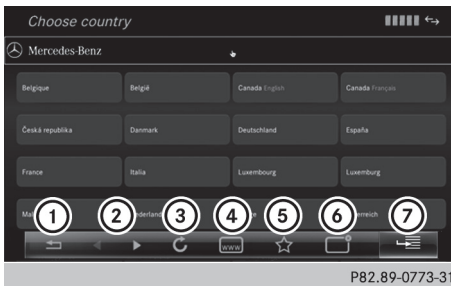 Choose country
Mercedes-Benz
Belgique België Canada English Canada Français
Česká republika Danmark Deutschland España
France Italia Luxembourg Luxemburg
1 2 3 4 5 6 7
www
P82.89-0773-31